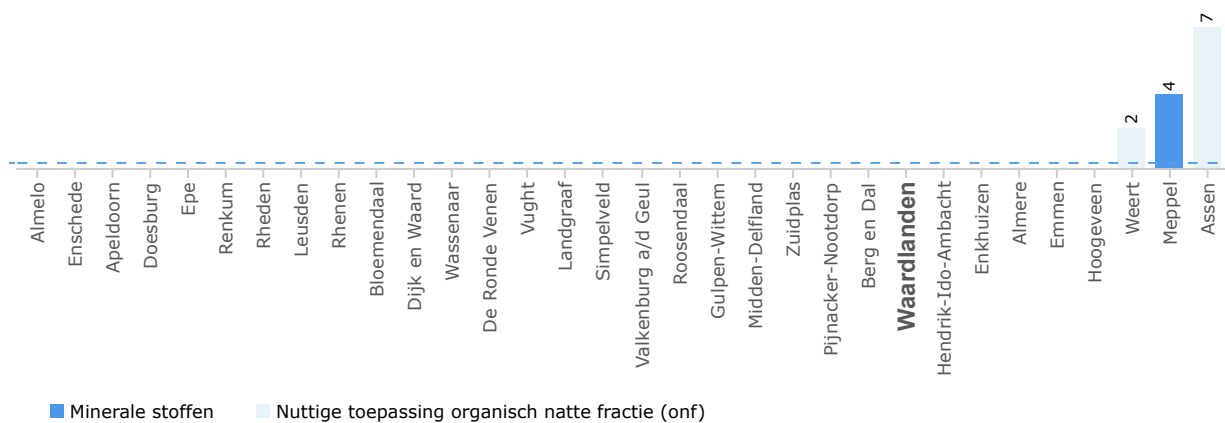 7
4
2
Almelo
Enschede
Apeldoorn
Doesburg
Epe
Renkum
Rheden
Leusden
Rhenen
Bloemendaal
Dijk en Waard
Wassenaar
De Ronde Venen
Vught
Landgraaf
Simpelveld
Valkenburg a/d Geul
Roosendaal
Gulpen-Wittem
Midden-Delfland
Zuidplas
Pijnacker-Nootdorp
Berg en Dal
Waardlanden
Hendrik-Ido-Ambacht
Enkhuizen
Almere
Emmen
Hoogeveen
Weert
Meppel
Assen
Minerale stoffen
Nuttige toepassing organisch natte fractie (onf)